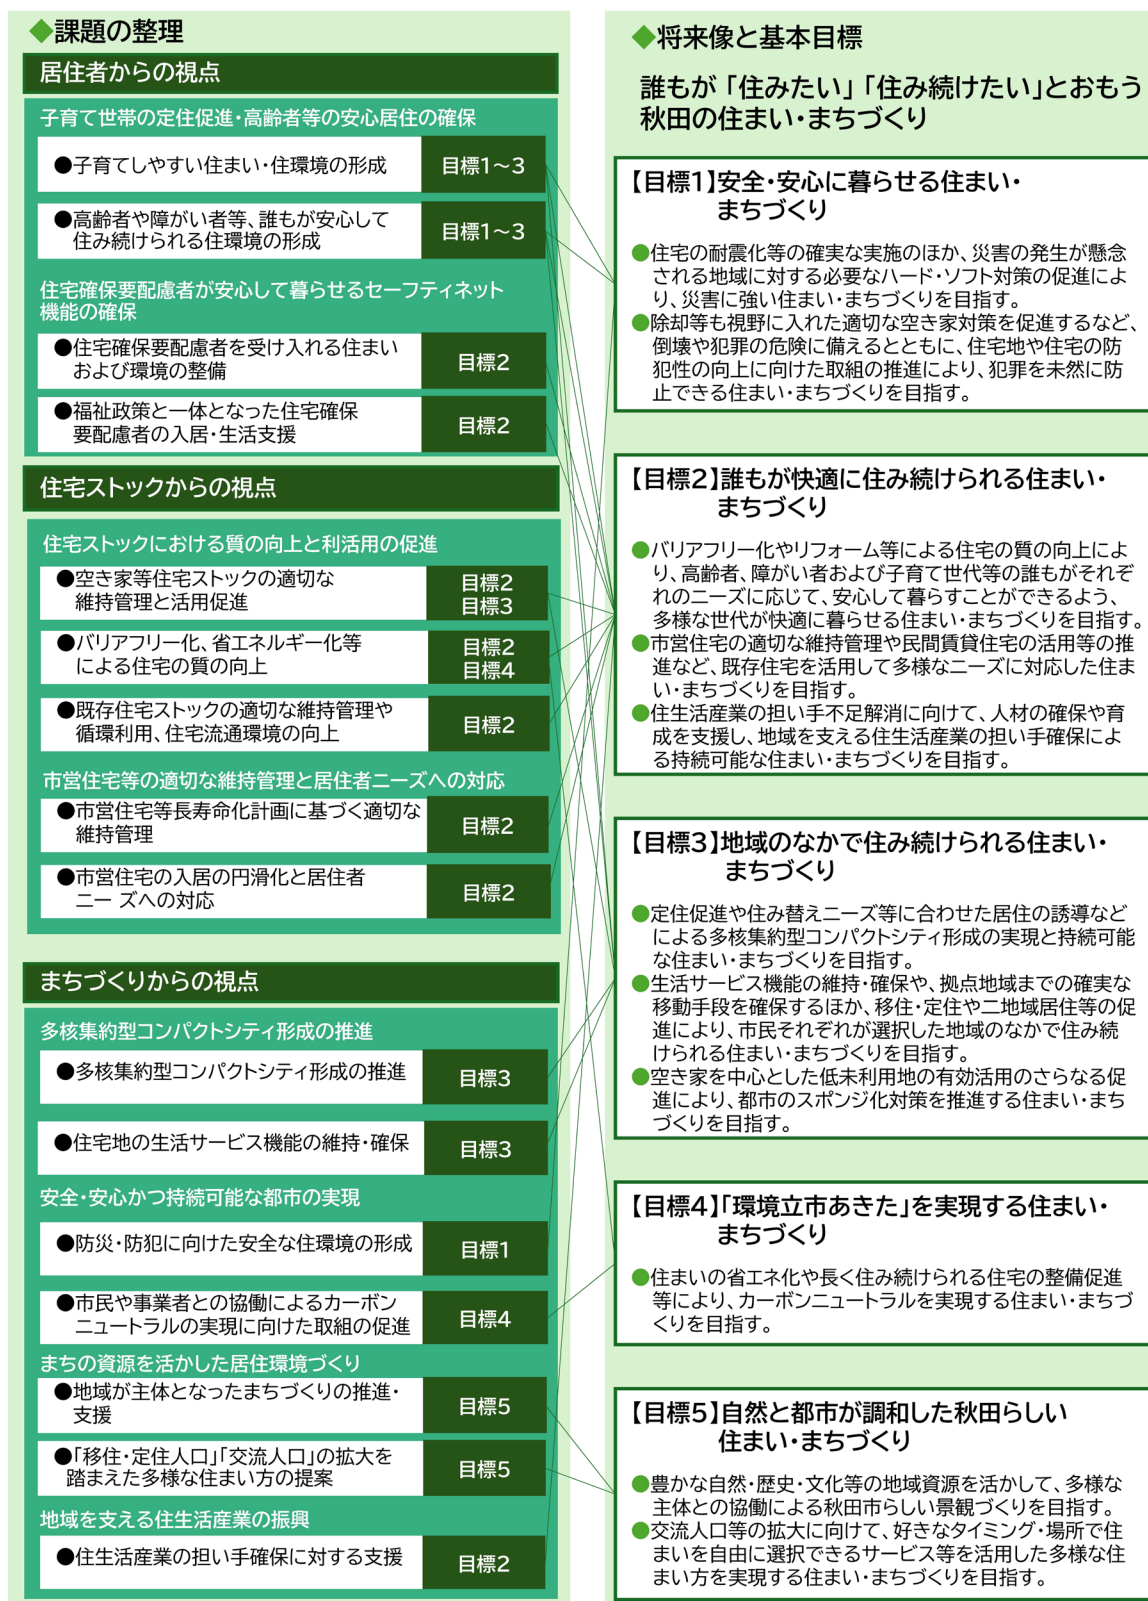 ◆課題の整理
居住者からの視点
子育て世帯の定住促進・高齢者等の安心居住の確保
●子育てしやすい住まい・住環境の形成
目標1～3
●高齢者や障がい者等、誰もが安心して
住み続けられる住環境の形成
目標1～3
住宅確保要配慮者が安心して暮らせるセーフティネット
機能の確保
●住宅確保要配慮者を受け入れる住まい
および環境の整備
目標2
●福祉政策と一体となった住宅確保
要配慮者の入居・生活支援
目標2
住宅ストックからの視点
住宅ストックにおける質の向上と利活用の促進
●空き家等住宅ストックの適切な
維持管理と活用促進
目標2
目標3
●バリアフリー化、省エネルギー化等
による住宅の質の向上
目標2
目標4
●既存住宅ストックの適切な維持管理や
循環利用、住宅流通環境の向上
目標2
市営住宅等の適切な維持管理と居住者ニーズへの対応
●市営住宅等長寿命化計画に基づく適切な
維持管理
目標2
●市営住宅の入居の円滑化と居住者
ニー ズへの対応
目標2
まちづくりからの視点
多核集約型コンパクトシティ形成の推進
●多核集約型コンパクトシティ形成の推進
目標3
●住宅地の生活サービス機能の維持・確保
目標3
安全・安心かつ持続可能な都市の実現
●防災・防犯に向けた安全な住環境の形成
目標1
●市民や事業者との協働によるカーボン
ニュートラルの実現に向けた取組の促進
目標4
まちの資源を活かした居住環境づくり
●地域が主体となったまちづくりの推進・
支援
目標5
●「移住・定住人口」「交流人口」の拡大を
踏まえた多様な住まい方の提案
目標5
地域を支える住生活産業の振興
●住生活産業の担い手確保に対する支援
目標2
◆将来像と基本目標
誰もが「住みたい」「住み続けたい」とおもう
秋田の住まい・まちづくり
【目標1】安全・安心に暮らせる住まい・
まちづくり
●住宅の耐震化等の確実な実施のほか、災害の発生が懸念
される地域に対する必要なハード・ソフト対策の促進によ
り、災害に強い住まい・まちづくりを目指す。
●除却等も視野に入れた適切な空き家対策を促進するなど、
倒壊や犯罪の危険に備えるとともに、住宅地や住宅の防
犯性の向上に向けた取組の推進により、犯罪を未然に防
止できる住まい・まちづくりを目指す。
【目標2】誰もが快適に住み続けられる住まい・
まちづくり
●バリアフリー化やリフォーム等による住宅の質の向上によ
り、高齢者、障がい者および子育て世代等の誰もがそれぞ
れのニーズに応じて、安心して暮らすことができるよう、
多様な世代が快適に暮らせる住まい・まちづくりを目指す。
●市営住宅の適切な維持管理や民間賃貸住宅の活用等の推
進など、既存住宅を活用して多様なニーズに対応した住ま
い・まちづくりを目指す。
●住生活産業の担い手不足解消に向けて、人材の確保や育
成を支援し、地域を支える住生活産業の担い手確保によ
る持続可能な住まい・まちづくりを目指す。
【目標3】地域のなかで住み続けられる住まい・
まちづくり
●定住促進や住み替えニーズ等に合わせた居住の誘導など
による多核集約型コンパクトシティ形成の実現と持続可能
な住まい・まちづくりを目指す。
●生活サービス機能の維持・確保や、拠点地域までの確実な
移動手段を確保するほか、移住・定住や二地域居住等の促
進により、市民それぞれが選択した地域のなかで住み続
けられる住まい・まちづくりを目指す。
●空き家を中心とした低未利用地の有効活用のさらなる促
進により、都市のスポンジ化対策を推進する住まい・まち
づくりを目指す。
【目標4】「環境立市あきた」を実現する住まい・
まちづくり
●住まいの省エネ化や長く住み続けられる住宅の整備促進
等により、カーボンニュートラルを実現する住まい・まちづ
くりを目指す。
【目標5】自然と都市が調和した秋田らしい
住まい・まちづくり
●豊かな自然・歴史・文化等の地域資源を活かして、多様な
主体との協働による秋田市らしい景観づくりを目指す。
●交流人口等の拡大に向けて、好きなタイミング・場所で住
まいを自由に選択できるサービス等を活用した多様な住
まい方を実現する住まい・まちづくりを目指す。